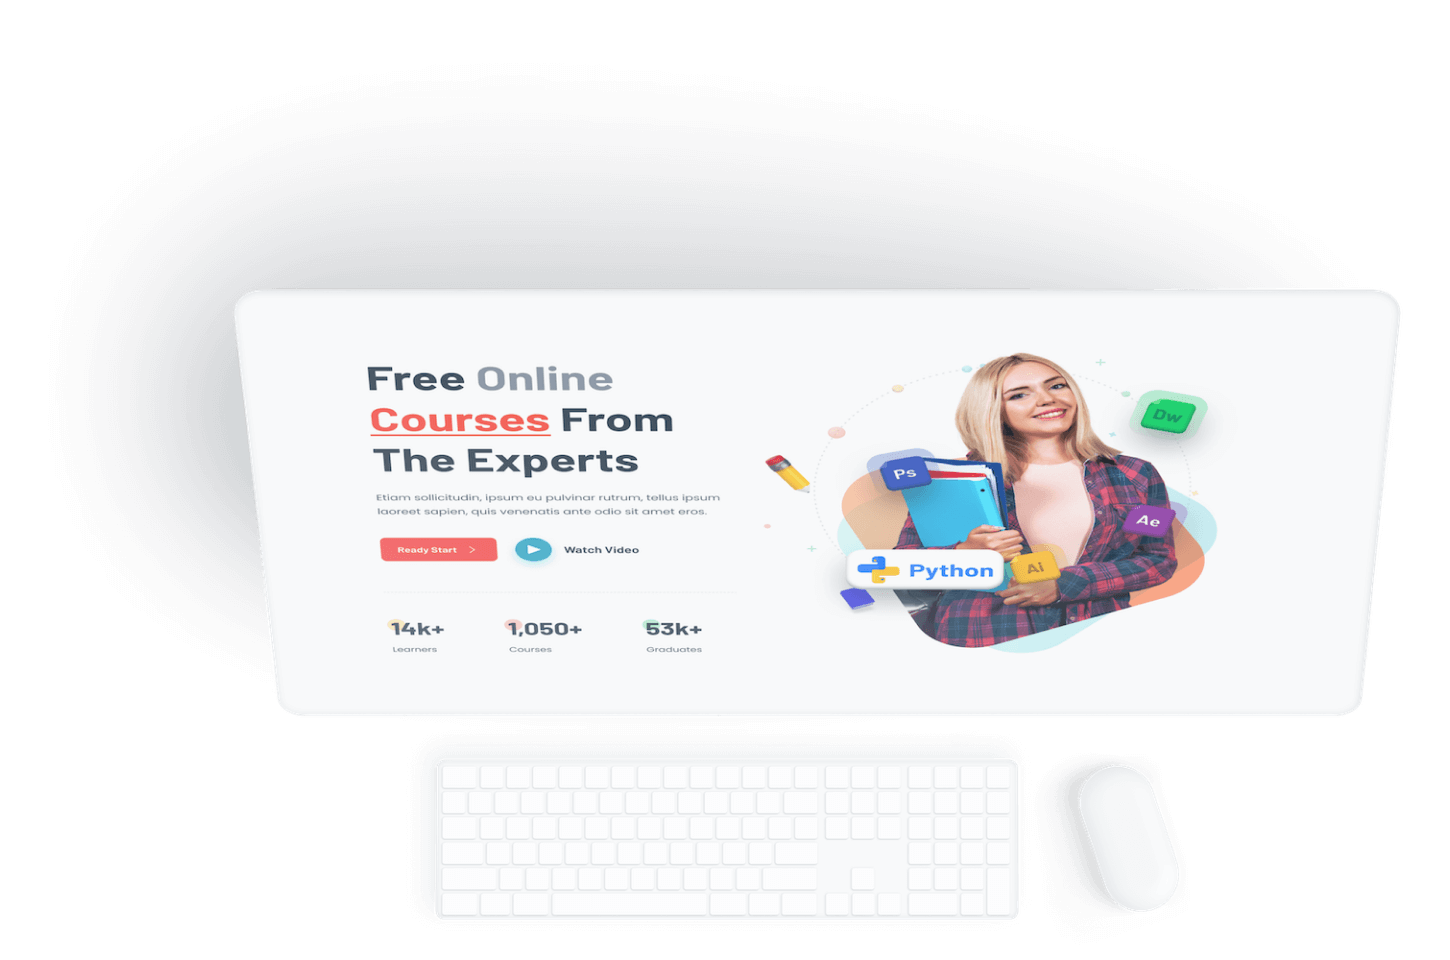 Free Online
Courses From
The Experts
Etiam sollicitudin, ipsum eu pulvinar rutrum, tellus ipsum
laoreet sapien, quis venenatis ante odio sit amet eros.
Ready Start
Watch Video
14k+
Learners
1,050+
Courses
53k+
Graduates
Dw
Ps
Ae
Ai
Python